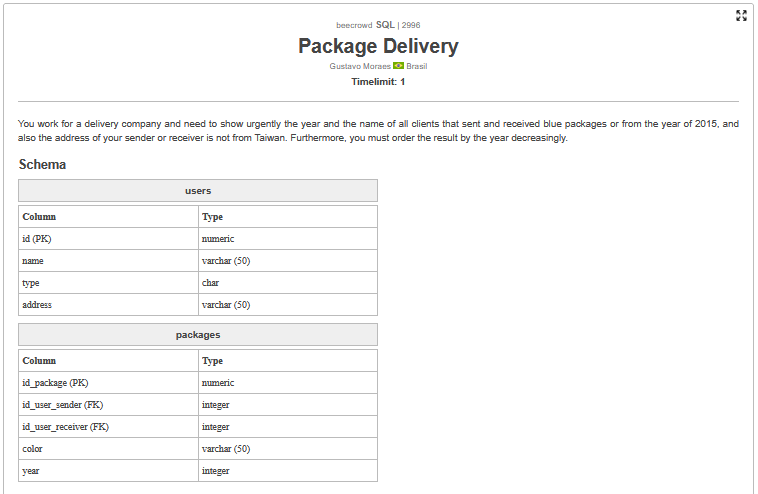 beecrowd SQL | 2996
Package Delivery
Gustavo Moraes Brasil
Timelimit: 1
You work for a delivery company and need to show urgently the year and the name of all clients that sent and received blue packages or from the year of 2015, and
also the address of your sender or receiver is not from Taiwan. Furthermore, you must order the result by the year decreasingly.
Schema
users
Column Type
id (PK) numeric
name varchar (50)
type char
address varchar (50)
packages
Column Type
id_package (PK) numeric
id_user_sender (FK) integer
id_user_receiver (FK) integer
color varchar (50)
year integer